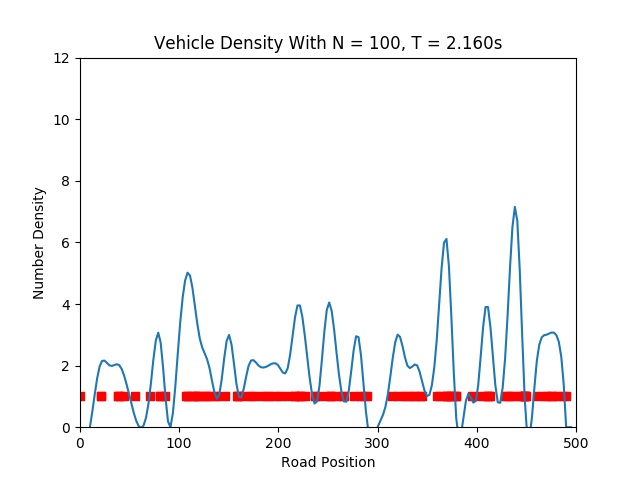 Vehicle Density With N = 100, T = 2.160s
12
10
8
6
4
2
0
Number Density
0 100 200 300 400 500
Road Position